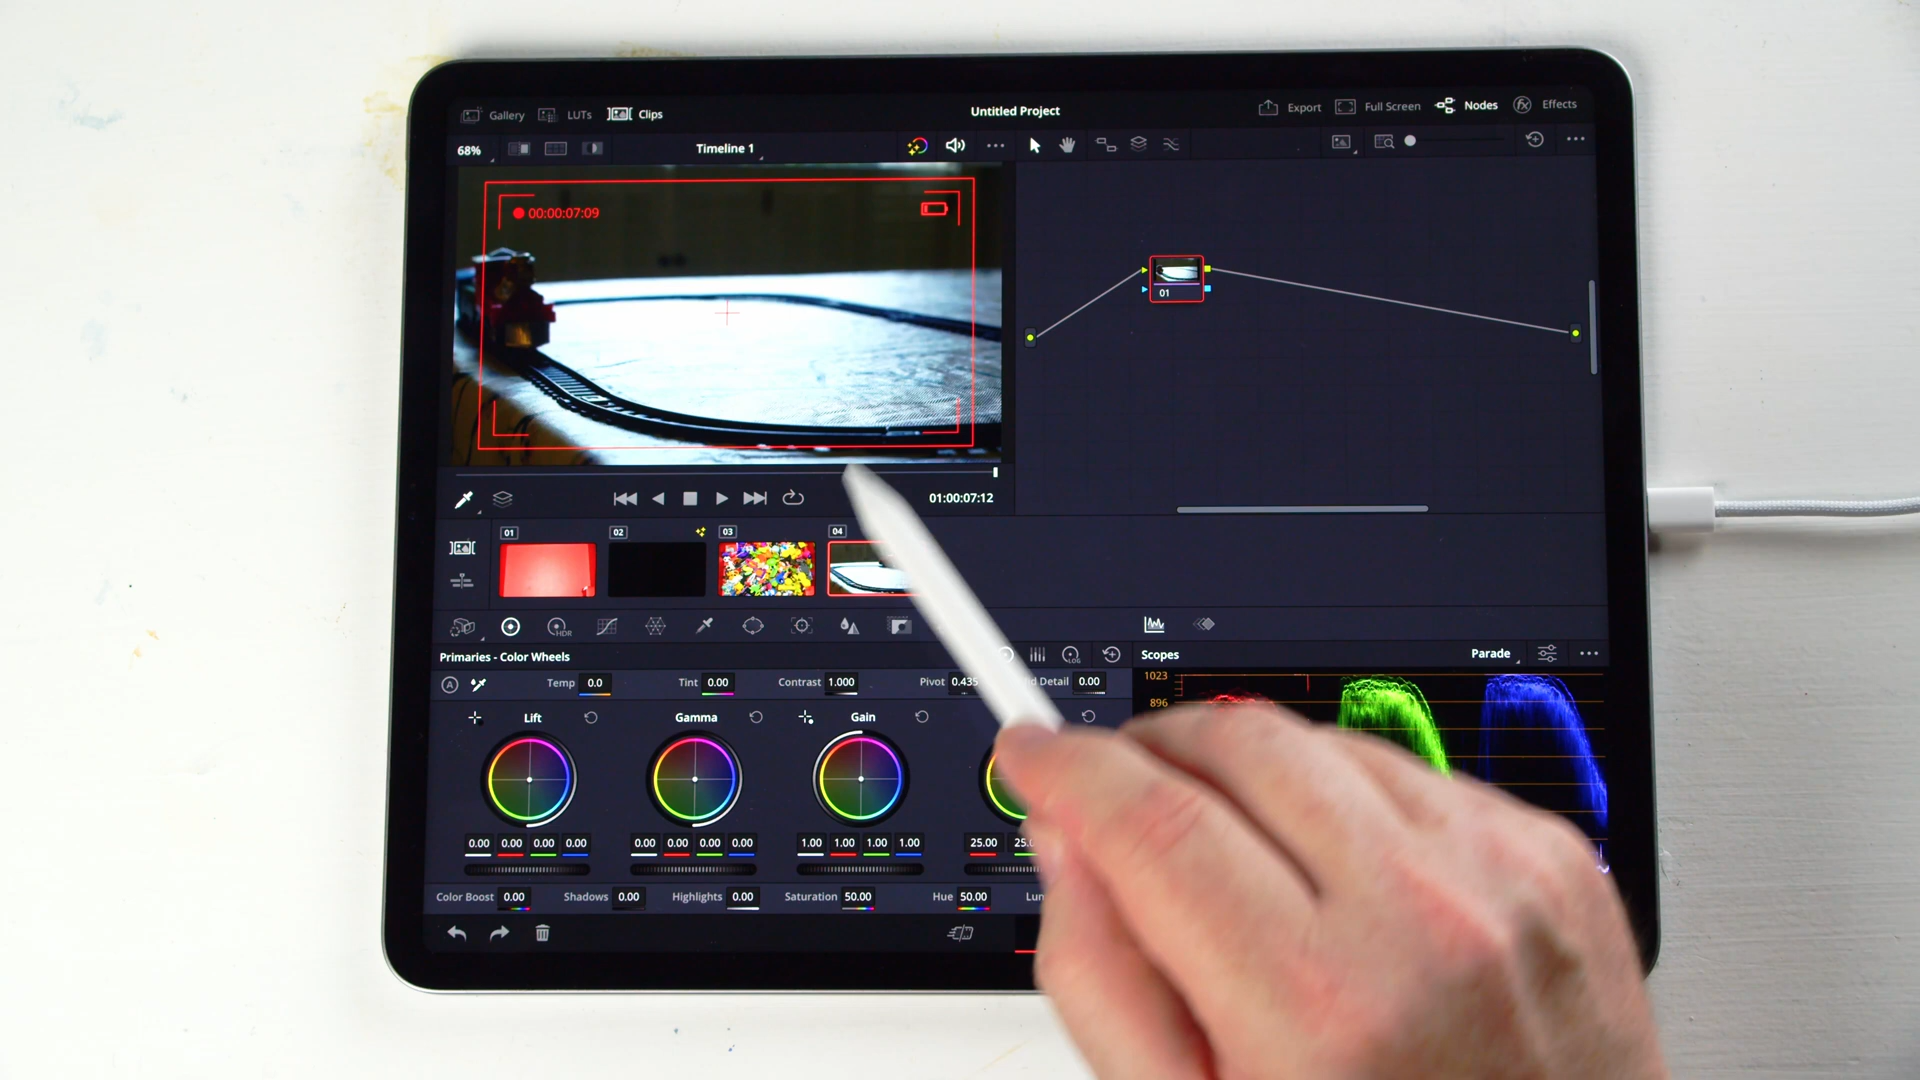 Gallery LUTs Clips Untitled Project Export Full Screen Nodes fx Effects
68% Timeline 1
00:00:07:09
01
01:00:07:12
01 02 03 04
HDR
Primaries - Color Wheels LOG Scopes Parade
A Temp 0.0 Tint 0.00 Contrast 1.000 Pivot 0.435 Detail 0.00
1023
896
Lift Gamma Gain
0.00 0.00 0.00 0.00 0.00 0.00 0.00 0.00 1.00 1.00 1.00 1.00 25.00
Color Boost 0.00 Shadows 0.00 Highlights 0.00 Saturation 50.00 Hue 50.00